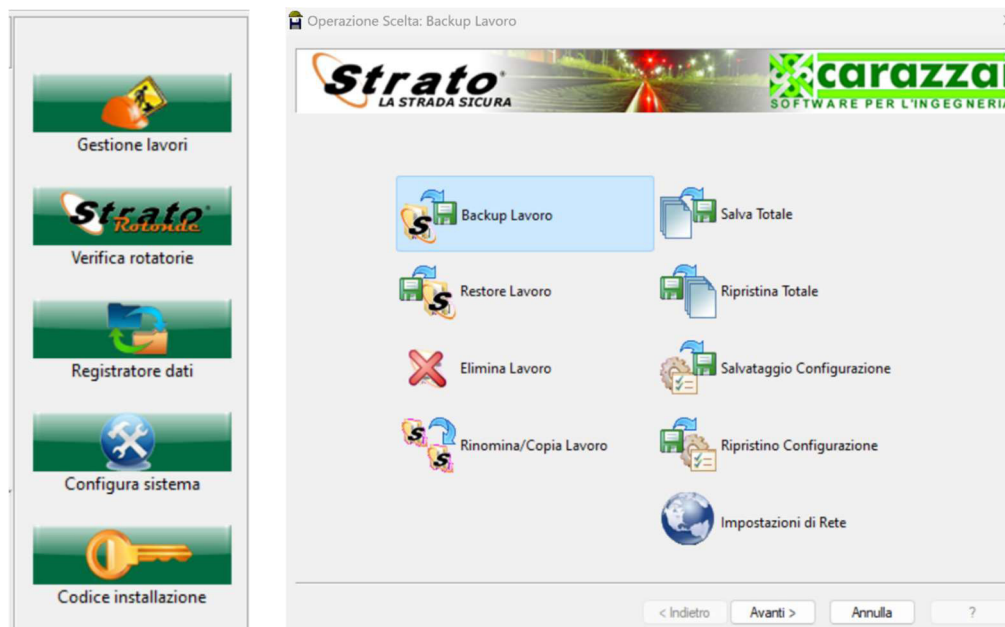 Gestione lavori
Strato
Rotonde
Verifica rotatorie
Registratore dati
Configura sistema
Codice installazione
Operazione Scelta: Backup Lavoro
Strato
LA STRADA SICURA
carazzai
SOFTWARE PER L'INGEGNERIA
Backup Lavoro
Salva Totale
Restore Lavoro
Ripristina Totale
Elimina Lavoro
Salvataggio Configurazione
Rinomina/Copia Lavoro
Ripristino Configurazione
Impostazioni di Rete
< Indietro
Avanti >
Annulla
?